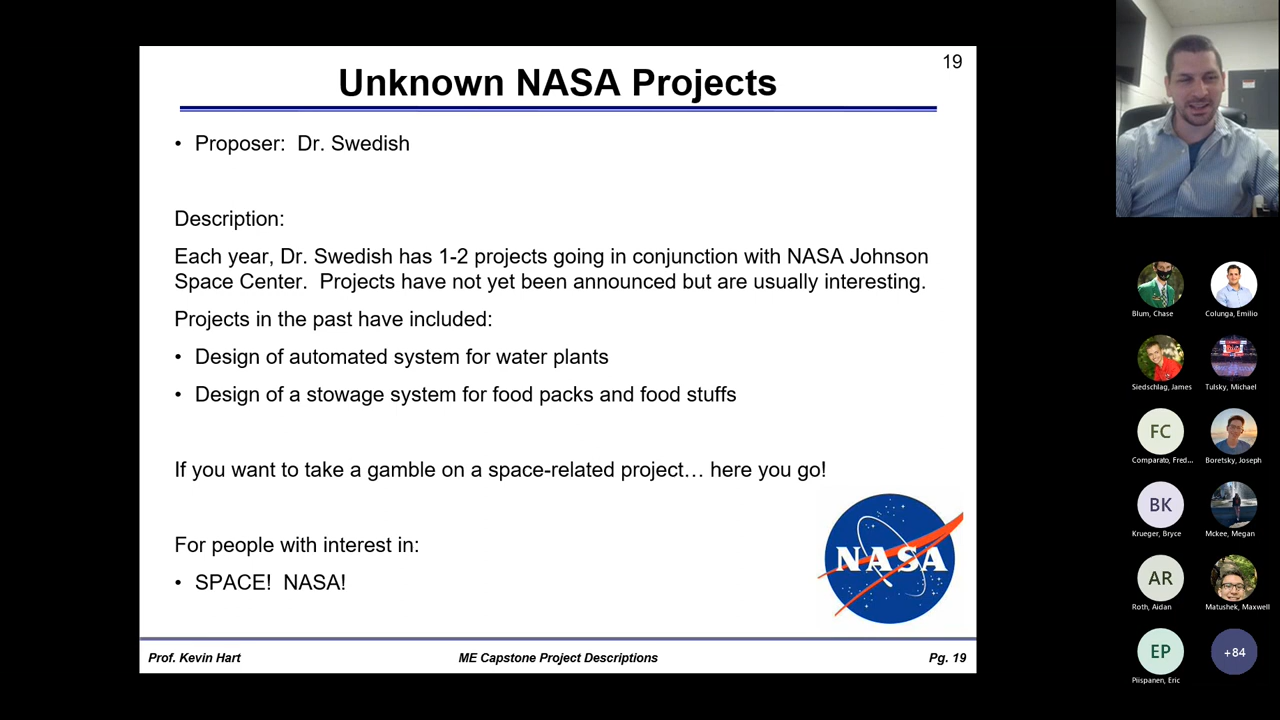 19
Unknown NASA Projects
• Proposer: Dr. Swedish
Description:
Each year, Dr. Swedish has 1-2 projects going in conjunction with NASA Johnson
Space Center. Projects have not yet been announced but are usually interesting.
Projects in the past have included:
• Design of automated system for water plants
• Design of a stowage system for food packs and food stuffs
If you want to take a gamble on a space-related project… here you go!
For people with interest in:
• SPACE! NASA!
NASA
Prof. Kevin Hart
ME Capstone Project Descriptions
Pg. 19
Blum, Chase
Colunga, Emilio
Siedschlag, James
Tulsky, Michael
FC
Comparato, Fred...
Boretsky, Joseph
BK
Krueger, Bryce
Mckee, Megan
AR
Roth, Aidan
Matushek, Maxwell
EP
Piispanen, Eric
+84